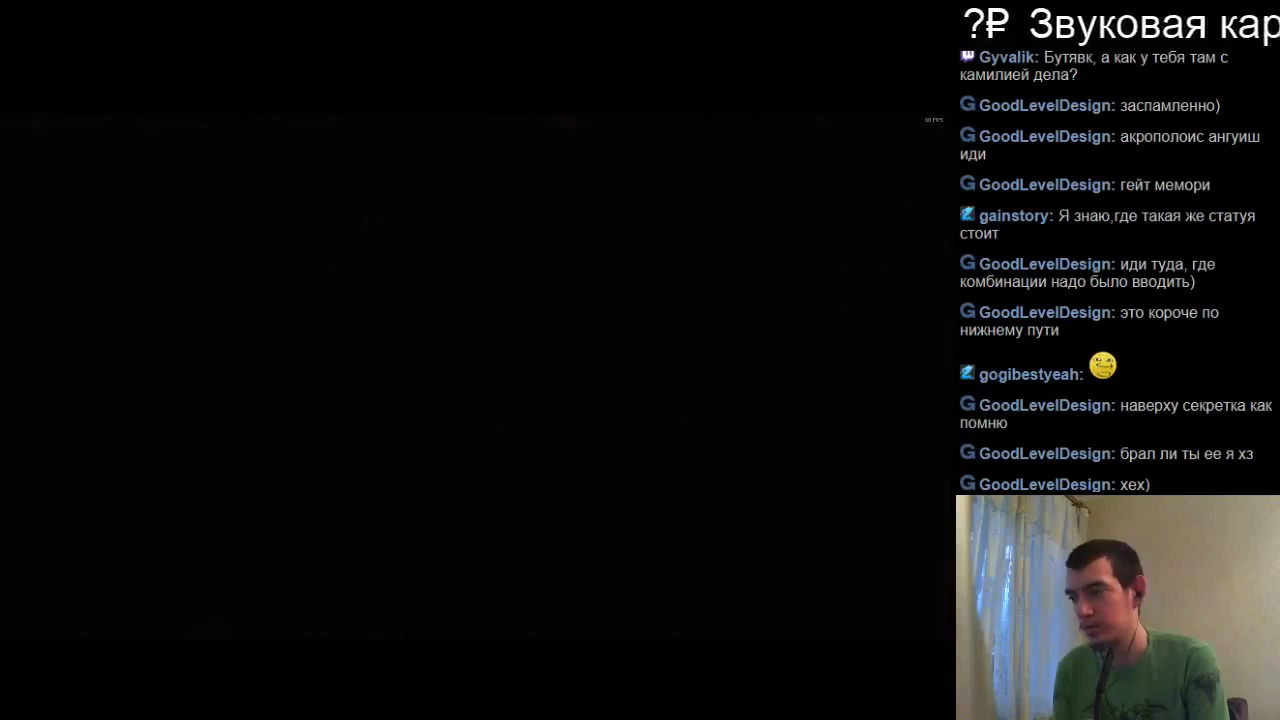 ?₽ Звуковая кар
60 FPS
Gyvalik: Бутявк, а как у тебя там с
камилией дела?
GoodLevelDesign: заспамленно)
GoodLevelDesign: акрополоис ангуиш
иди
GoodLevelDesign: гейт мемори
gainstory: Я знаю,где такая же статуя
стоит
GoodLevelDesign: иди туда, где
комбинации надо было вводить)
GoodLevelDesign: это короче по
нижнему пути
gogibestyeah:
GoodLevelDesign: наверху секретка как
помню
GoodLevelDesign: брал ли ты ее я хз
GoodLevelDesign: хех)